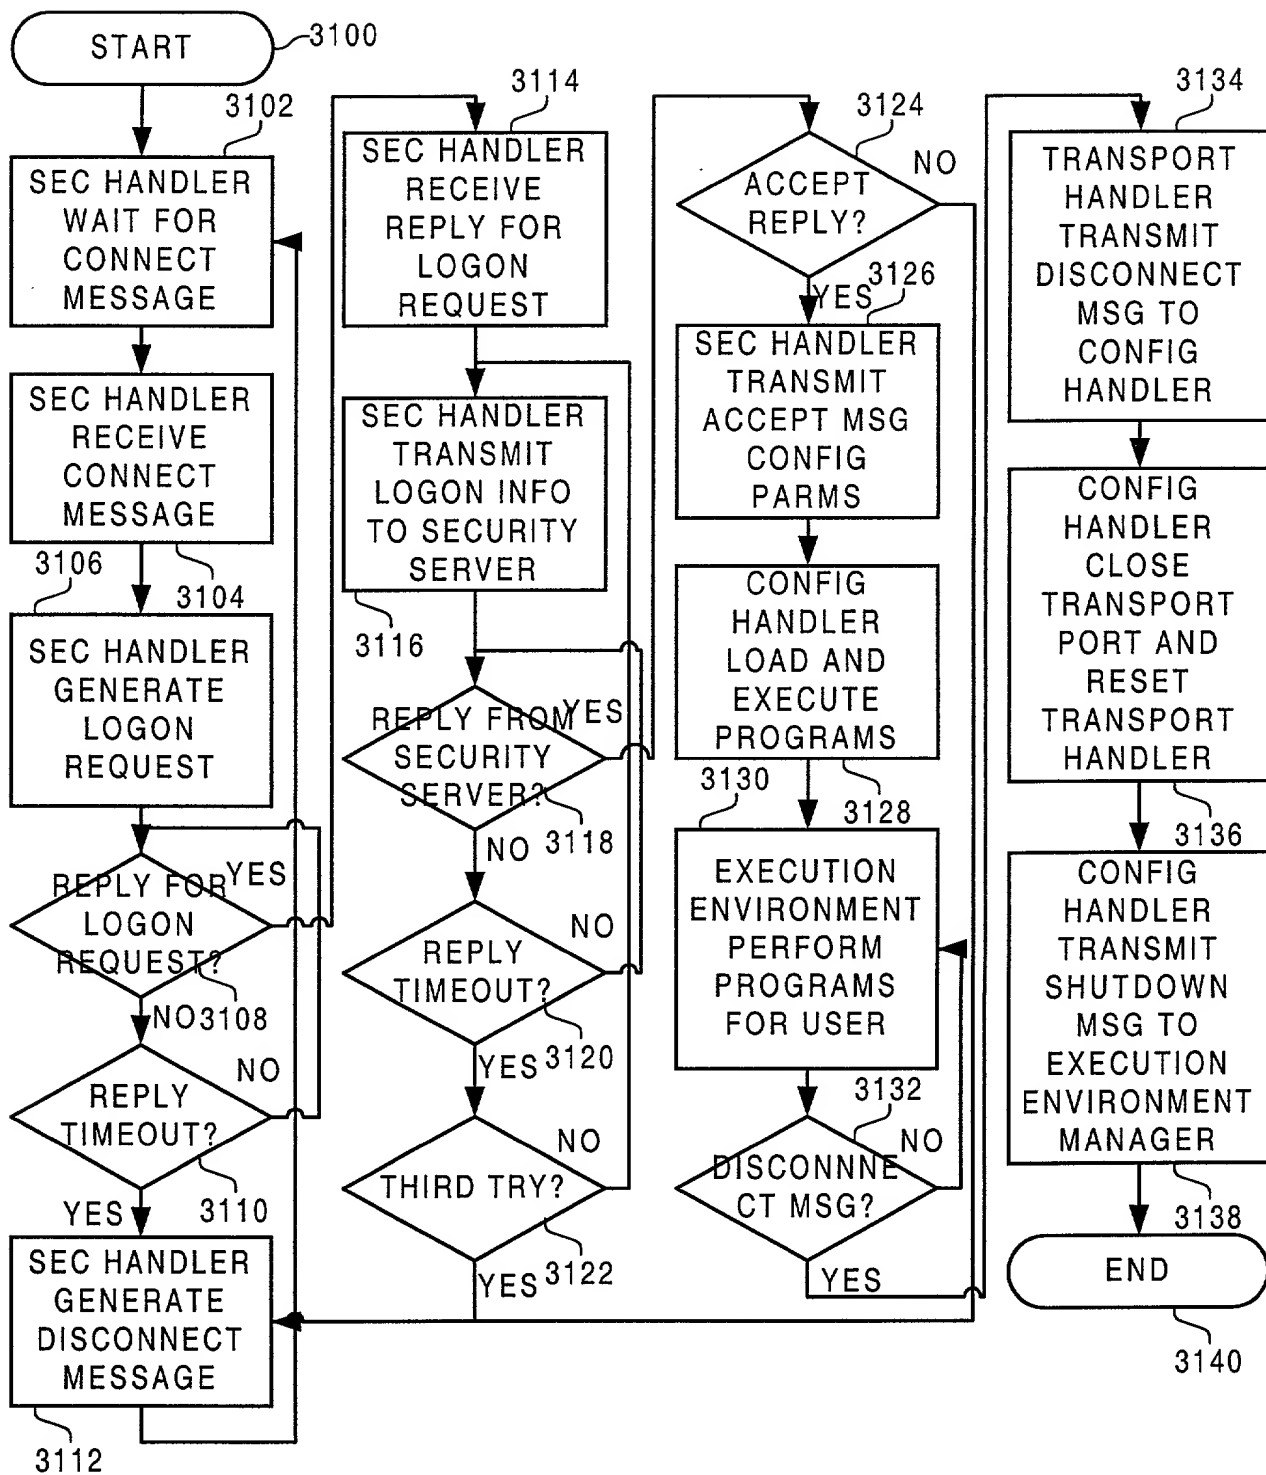 START
3100
3102
SEC HANDLER
WAIT FOR
CONNECT
MESSAGE
SEC HANDLER
RECEIVE
CONNECT
MESSAGE
3104
3106
SEC HANDLER
GENERATE
LOGON
REQUEST
REPLY FOR
LOGON
REQUEST?
YES
NO
3108
REPLY
TIMEOUT?
NO
YES
3110
SEC HANDLER
GENERATE
DISCONNECT
MESSAGE
3112
3114
SEC HANDLER
RECEIVE
REPLY FOR
LOGON
REQUEST
SEC HANDLER
TRANSMIT
LOGON INFO
TO SECURITY
SERVER
3116
REPLY FROM
SECURITY
SERVER?
YES
NO
3118
REPLY
TIMEOUT?
NO
YES
3120
THIRD TRY?
NO
YES
3122
3124
ACCEPT
REPLY?
NO
YES
3126
SEC HANDLER
TRANSMIT
ACCEPT MSG
CONFIG
PARMS
CONFIG
HANDLER
LOAD AND
EXECUTE
PROGRAMS
3128
3130
EXECUTION
ENVIRONMENT
PERFORM
PROGRAMS
FOR USER
3132
DISCONNNE
CT MSG?
NO
YES
3134
TRANSPORT
HANDLER
TRANSMIT
DISCONNECT
MSG TO
CONFIG
HANDLER
CONFIG
HANDLER
CLOSE
TRANSPORT
PORT AND
RESET
TRANSPORT
HANDLER
3136
CONFIG
HANDLER
TRANSMIT
SHUTDOWN
MSG TO
EXECUTION
ENVIRONMENT
MANAGER
3138
END
3140